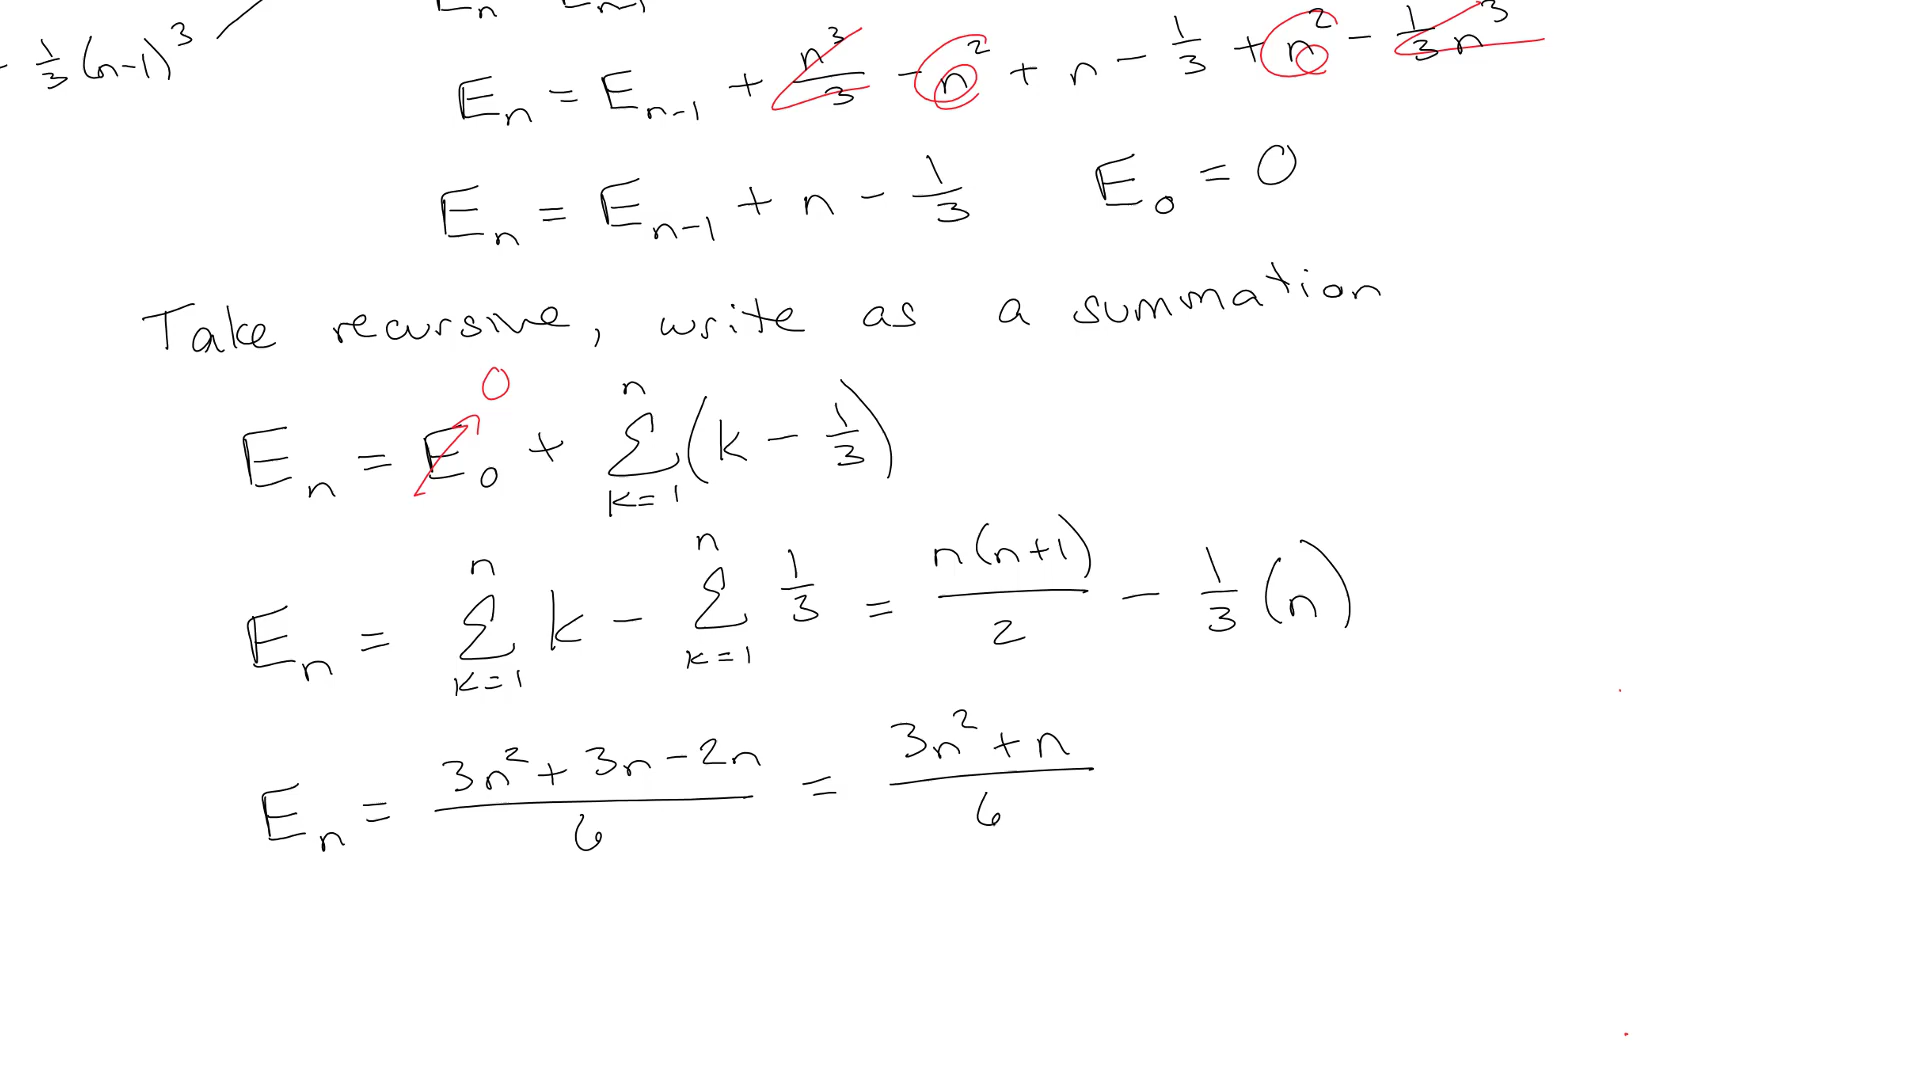 - 1/3 (n-1)^3
E_n = E_{n-1} + n^3/3 - n^2 + n - 1/3 + n^2 - 1/3 n^3
E_n = E_{n-1} + n - 1/3    E_0 = 0
Take recursive, write as a summation
0
E_n = E_0 + Σ_{k=1}^{n} (k - 1/3)
E_n = Σ_{k=1}^{n} k - Σ_{k=1}^{n} 1/3 = n(n+1)/2 - 1/3 (n)
E_n = (3n^2 + 3n - 2n)/6 = (3n^2 + n)/6